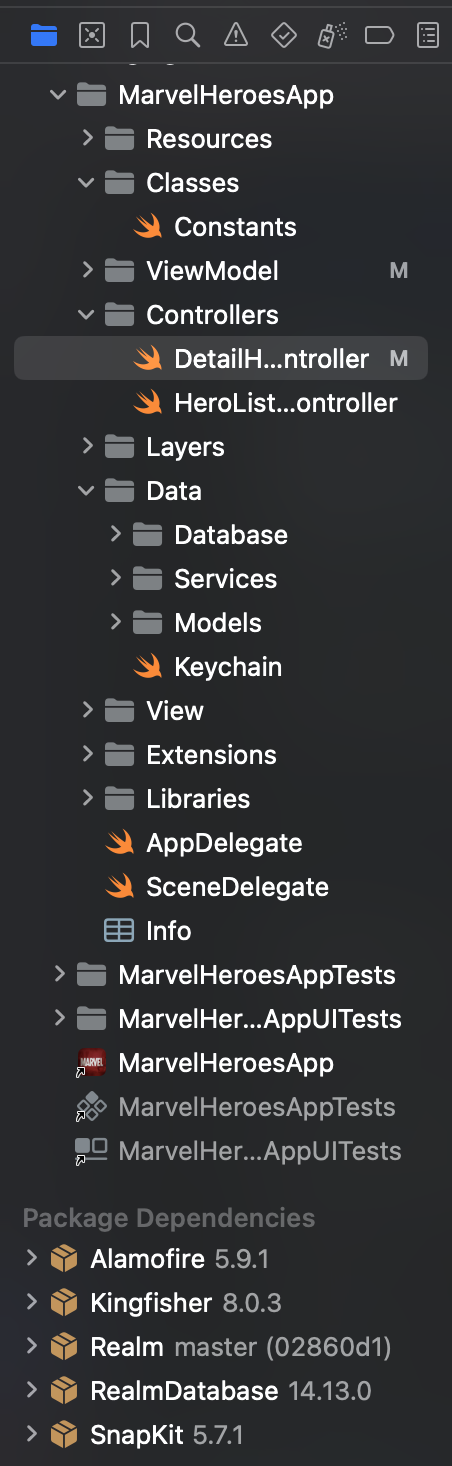 MarvelHeroesApp
Resources
Classes
Constants
ViewModel M
Controllers
DetailH...ntroller M
HeroList...ontroller
Layers
Data
Database
Services
Models
Keychain
View
Extensions
Libraries
AppDelegate
SceneDelegate
Info
MarvelHeroesAppTests
MarvelHer...AppUITests
MARVEL MarvelHeroesApp
MarvelHeroesAppTests
MarvelHer...AppUITests
Package Dependencies
Alamofire 5.9.1
Kingfisher 8.0.3
Realm master (02860d1)
RealmDatabase 14.13.0
SnapKit 5.7.1